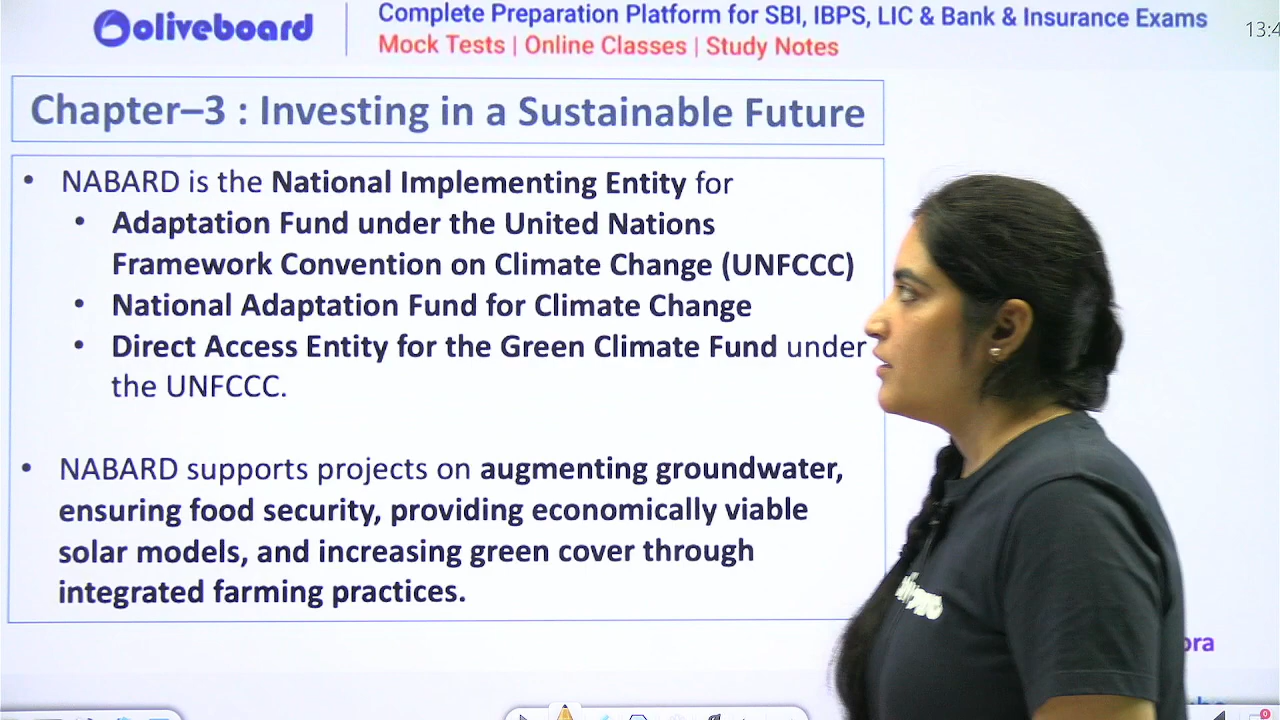 oliveboard
Complete Preparation Platform for SBI, IBPS, LIC & Bank & Insurance Exams
Mock Tests | Online Classes | Study Notes
13:4
Chapter–3 : Investing in a Sustainable Future
• NABARD is the National Implementing Entity for
• Adaptation Fund under the United Nations
Framework Convention on Climate Change (UNFCCC)
• National Adaptation Fund for Climate Change
• Direct Access Entity for the Green Climate Fund under
the UNFCCC.
• NABARD supports projects on augmenting groundwater,
ensuring food security, providing economically viable
solar models, and increasing green cover through
integrated farming practices.
ora